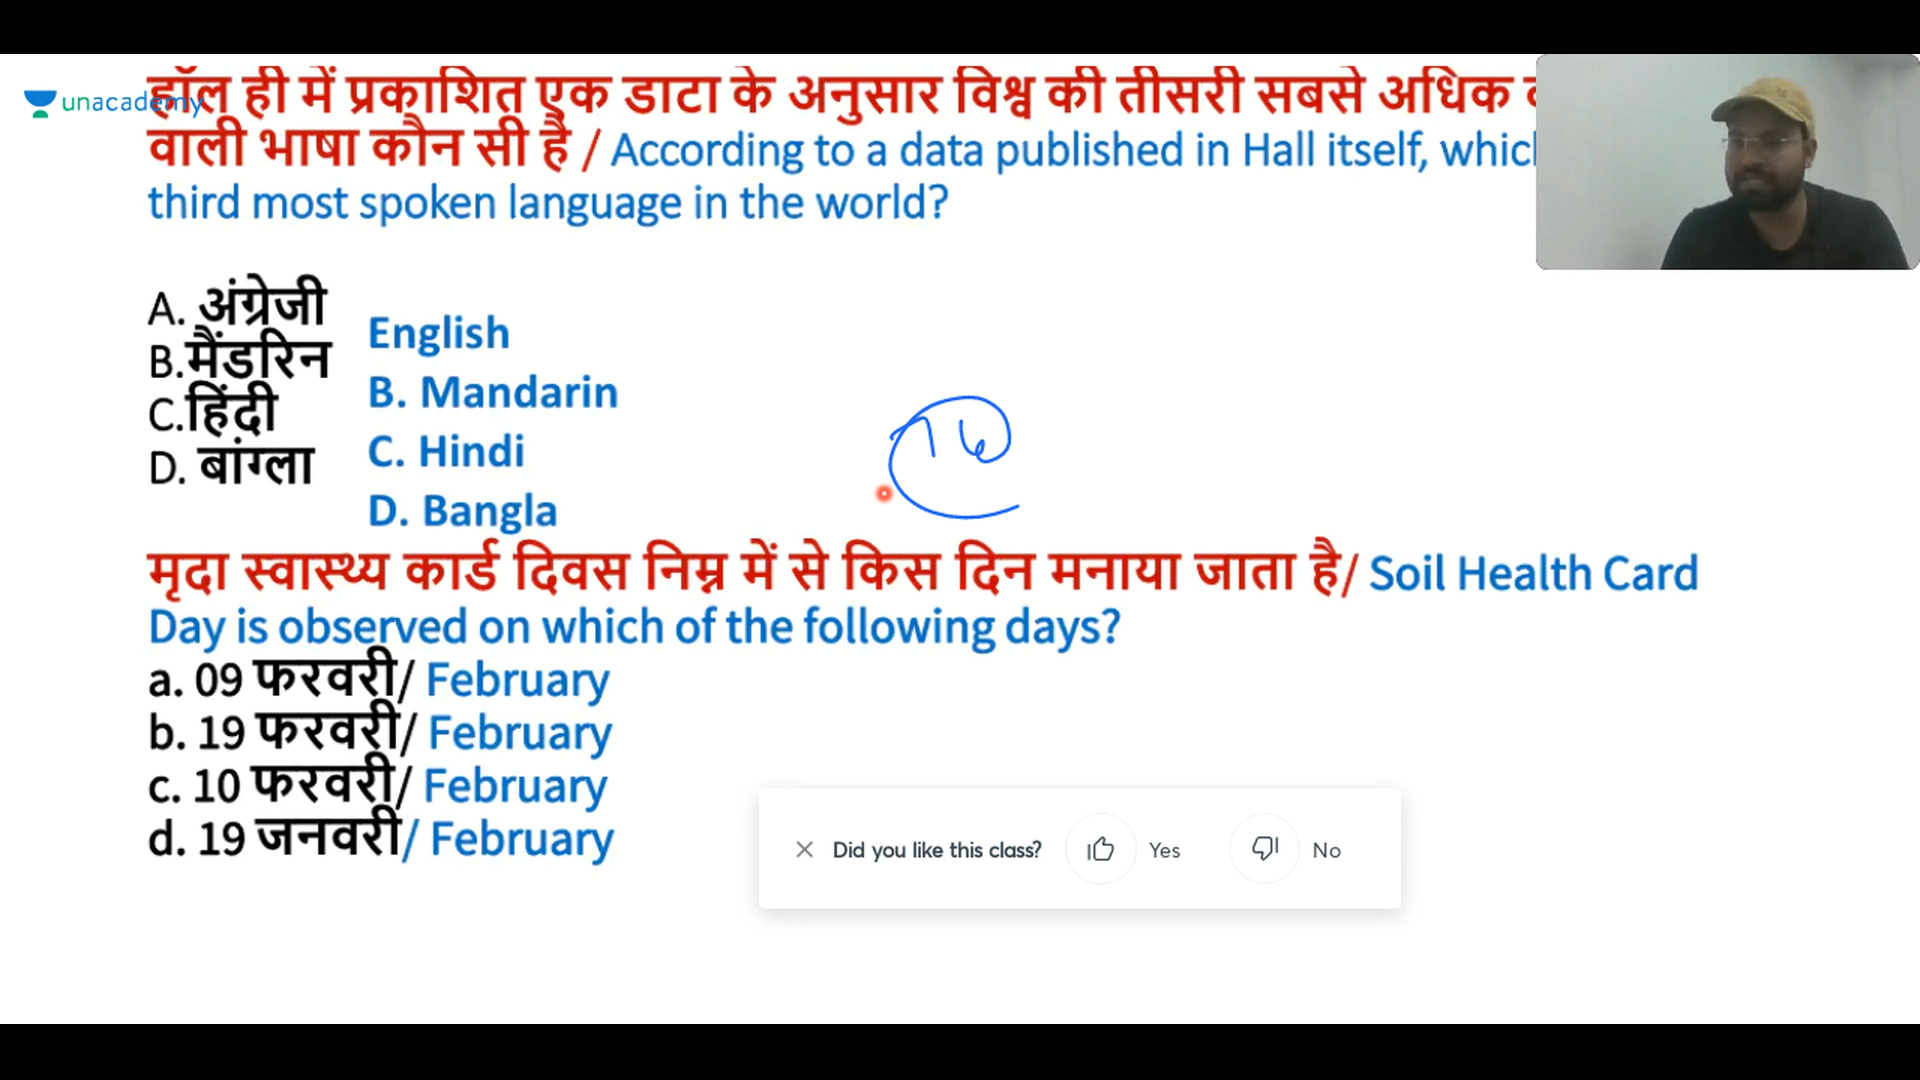 unacademy
हॉल ही में प्रकाशित एक डाटा के अनुसार विश्व की तीसरी सबसे अधिक
वाली भाषा कौन सी है / According to a data published in Hall itself,
third most spoken language in the world?
A. अंग्रेजी
B.मैंडरिन
C.हिंदी
D. बांग्ला
English
B. Mandarin
C. Hindi
D. Bangla
16
मृदा स्वास्थ्य कार्ड दिवस निम्न में से किस दिन मनाया जाता है/ Soil Health Card
Day is observed on which of the following days?
a. 09 फरवरी/ February
b. 19 फरवरी/ February
c. 10 फरवरी/ February
d. 19 जनवरी/ February
Did you like this class? Yes No